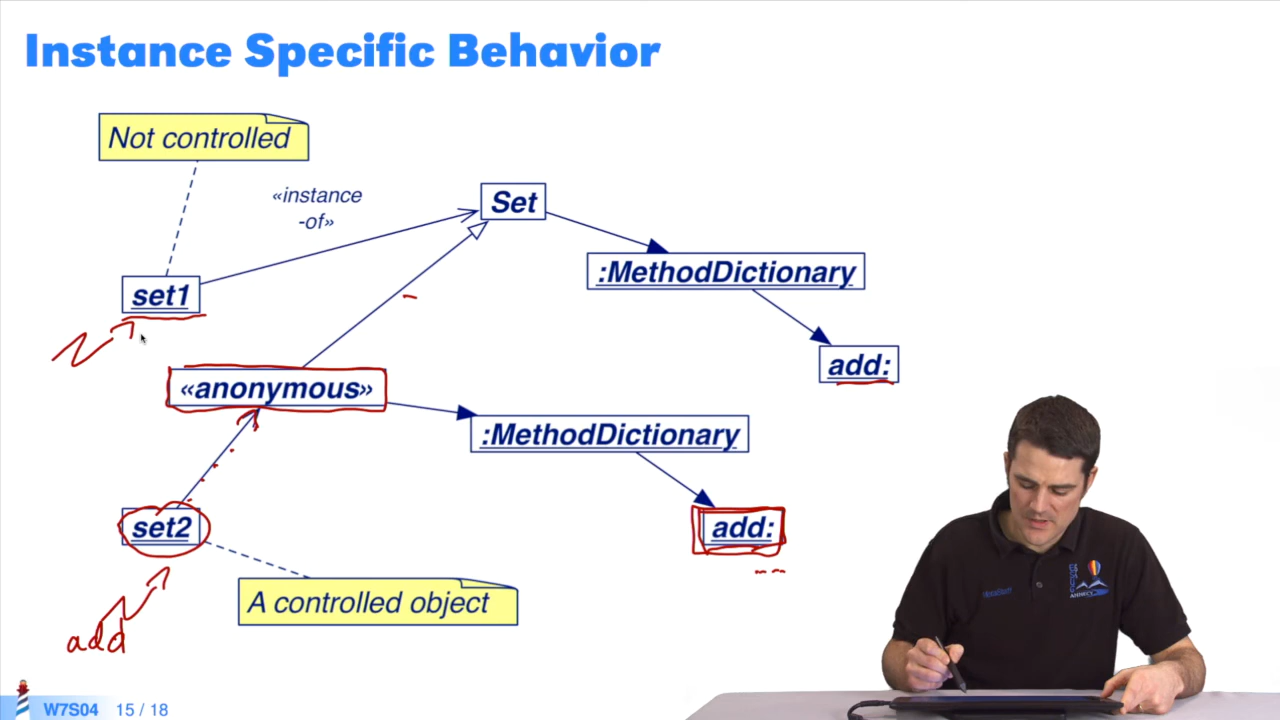 Instance Specific Behavior
Not controlled
«instance
-of»
Set
:MethodDictionary
set1
add:
«anonymous»
:MethodDictionary
set2
add:
A controlled object
add
W7S04 15 / 18